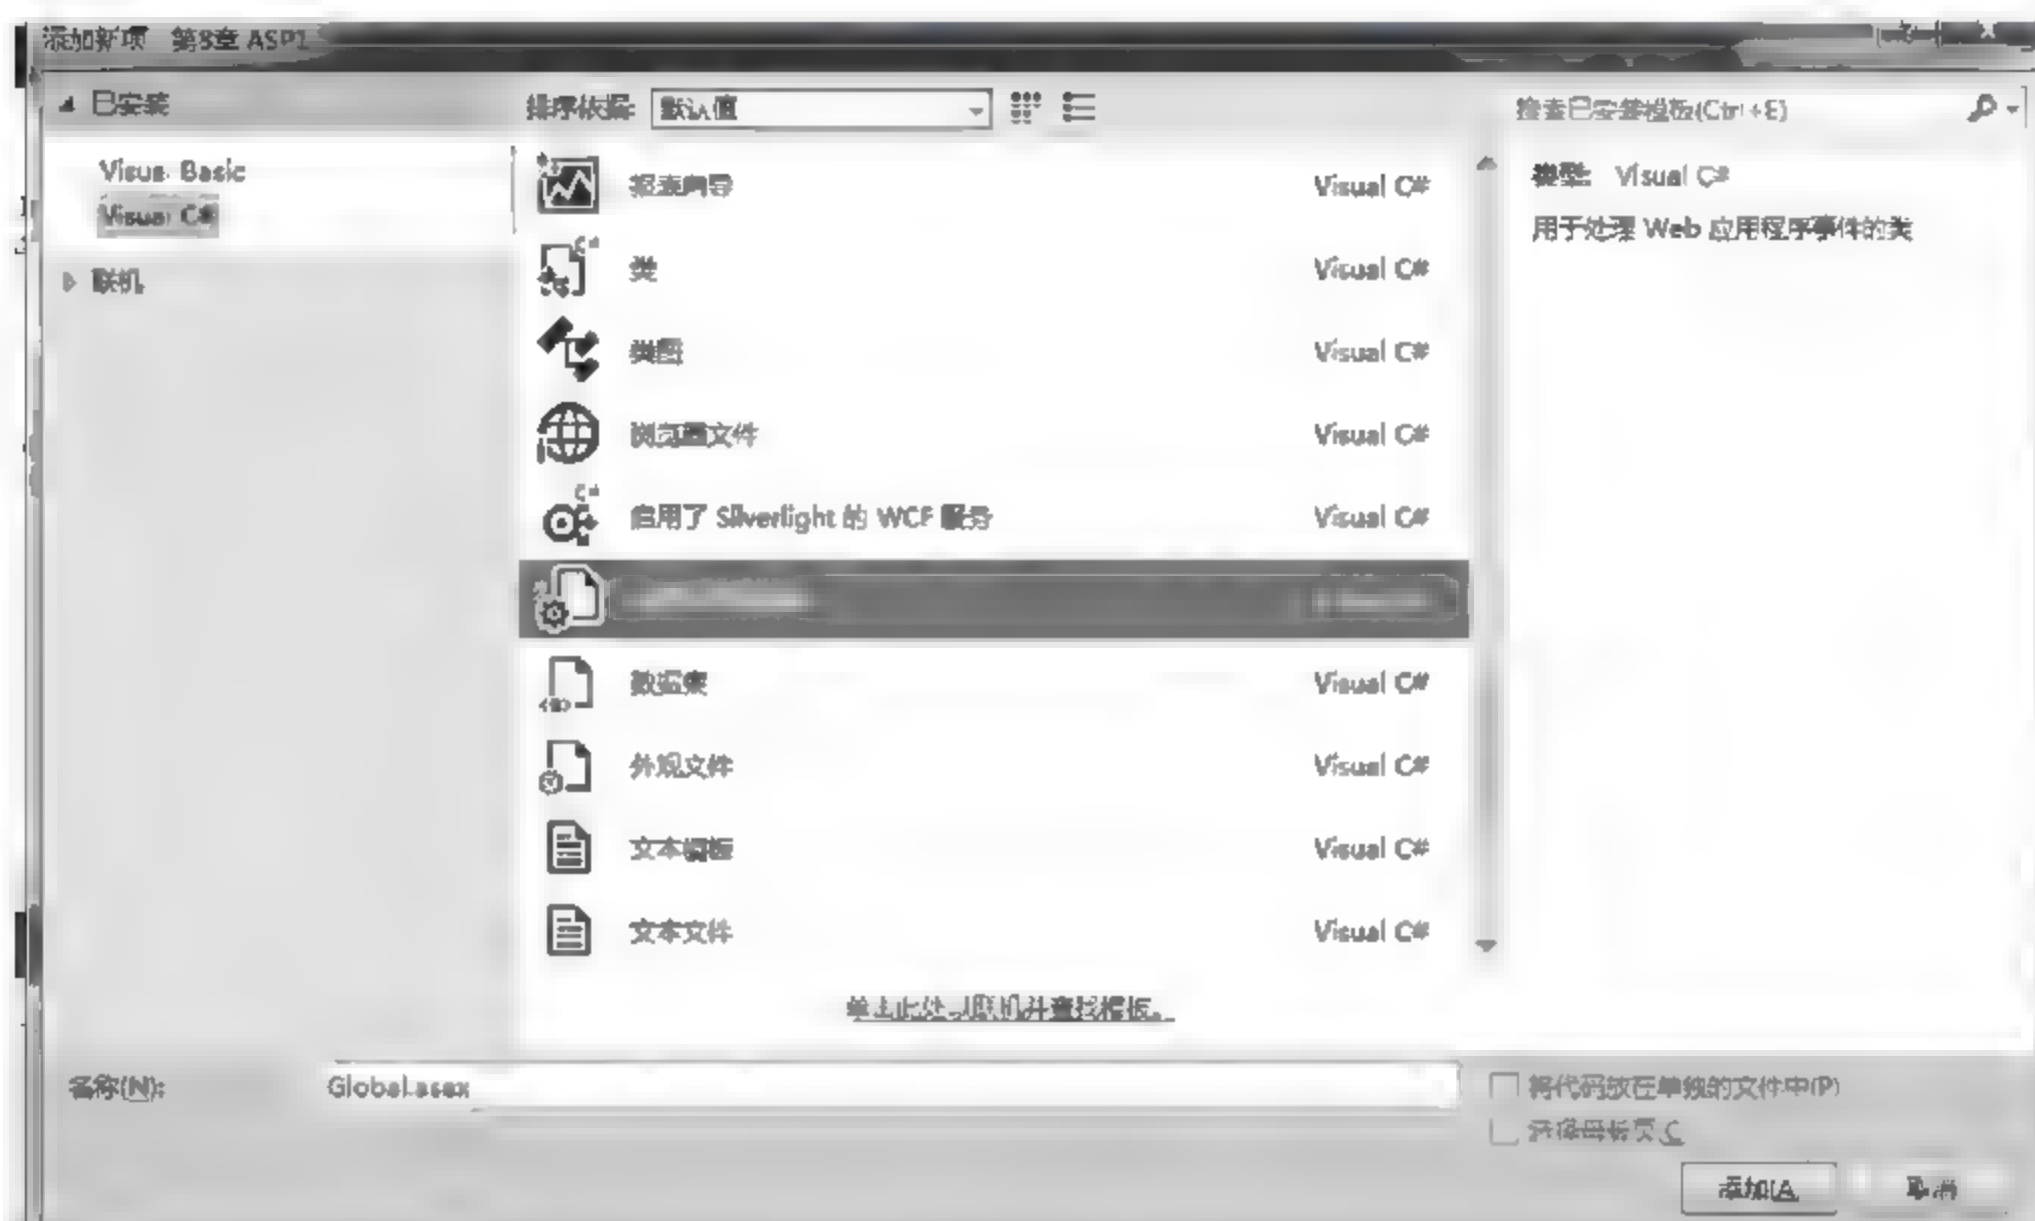 添加新项 第8章 ASP1
已安装
排序依据: 默认值
搜索已安装模板(Ctrl+E)
Visual Basic
Visual C#
联机
报表向导 Visual C#
类 Visual C#
类图 Visual C#
浏览器文件 Visual C#
启用了 Silverlight 的 WCF 服务 Visual C#
数据集 Visual C#
外观文件 Visual C#
文本模板 Visual C#
文本文件 Visual C#
单击此处以联机并查找模板。
类型: Visual C#
用于处理 Web 应用程序事件的类
名称(N): Global.asax
将代码放在单独的文件中(P)
选择母版页
添加(A
取消